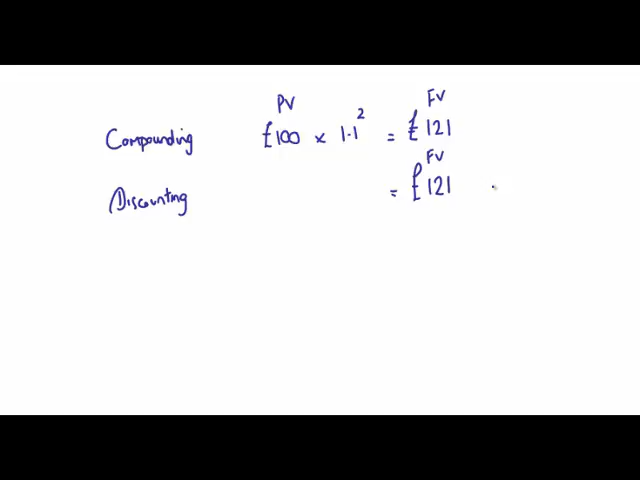 PV FV
Compounding £100 × 1.1² = £121
FV
Discounting = £121